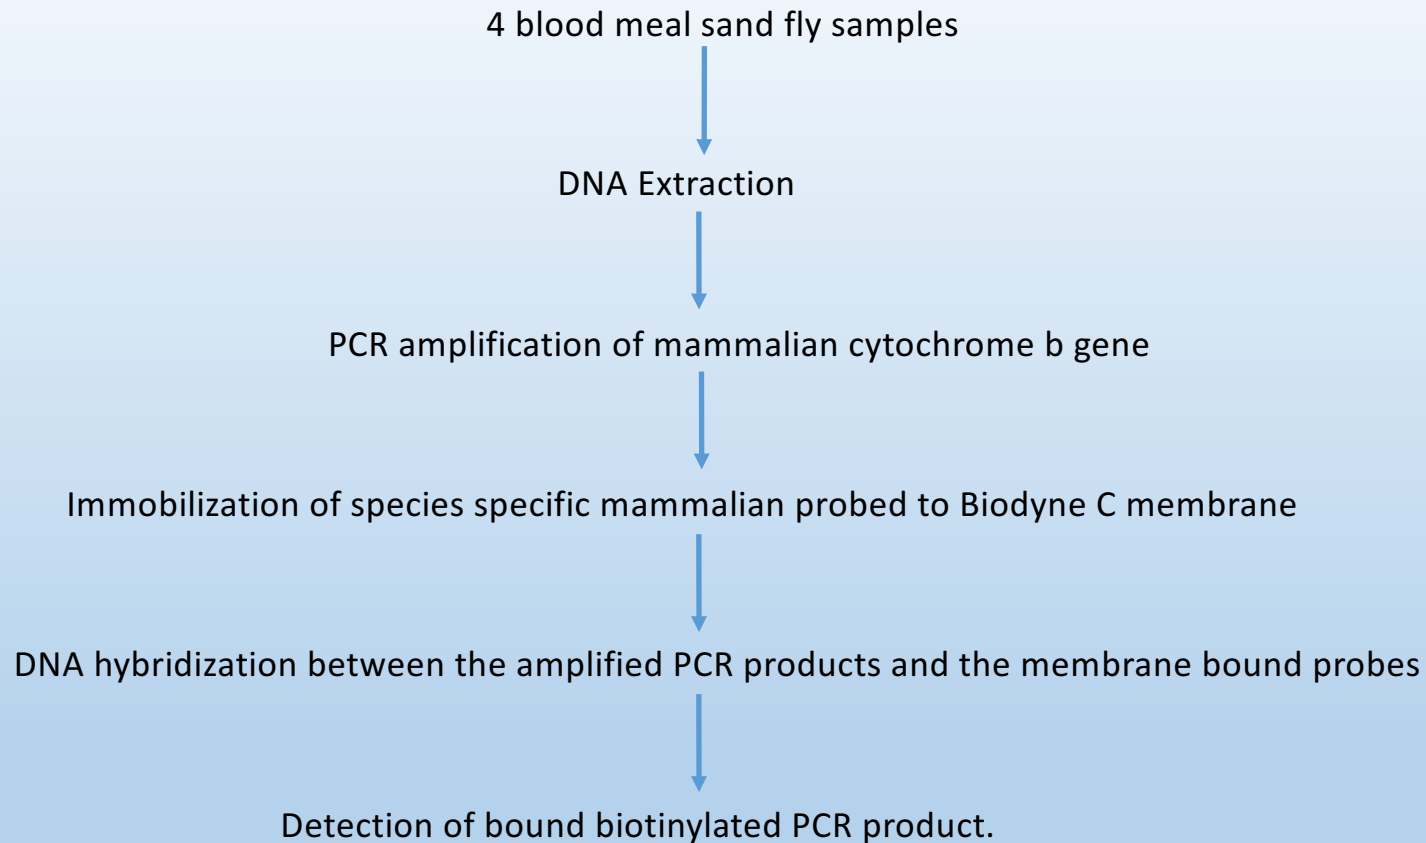 4 blood meal sand fly samples
DNA Extraction
PCR amplification of mammalian cytochrome b gene
Immobilization of species specific mammalian probed to Biodyne C membrane
DNA hybridization between the amplified PCR products and the membrane bound probes
Detection of bound biotinylated PCR product.